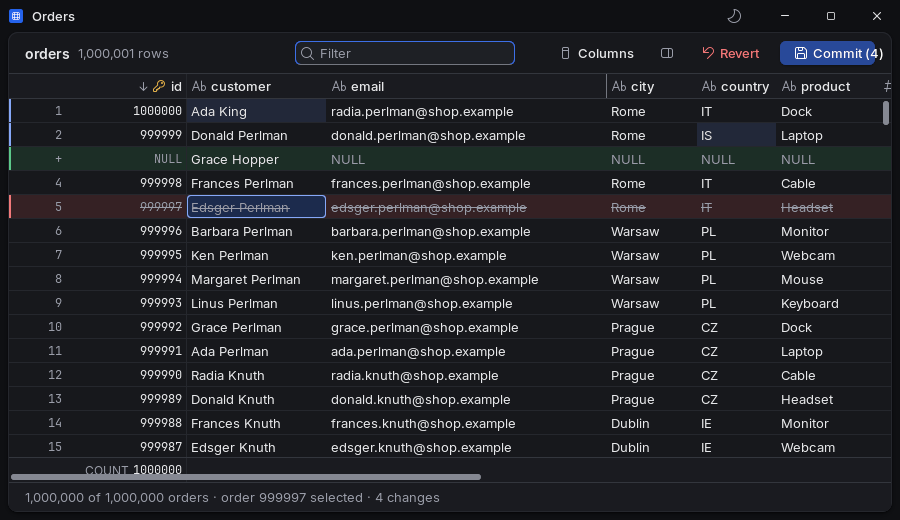 Orders
orders 1,000,001 rows Filter Columns Revert Commit (4)
id Ab customer Ab email Ab city Ab country Ab product #
1 1000000 Ada King radia.perlman@shop.example Rome IT Dock
2 999999 Donald Perlman donald.perlman@shop.example Rome IS Laptop
+ NULL Grace Hopper NULL NULL NULL NULL
4 999998 Frances Perlman frances.perlman@shop.example Rome IT Cable
5 999997 Edsger Perlman edsger.perlman@shop.example Rome IT Headset
6 999996 Barbara Perlman barbara.perlman@shop.example Warsaw PL Monitor
7 999995 Ken Perlman ken.perlman@shop.example Warsaw PL Webcam
8 999994 Margaret Perlman margaret.perlman@shop.example Warsaw PL Mouse
9 999993 Linus Perlman linus.perlman@shop.example Warsaw PL Keyboard
10 999992 Grace Perlman grace.perlman@shop.example Prague CZ Dock
11 999991 Ada Perlman ada.perlman@shop.example Prague CZ Laptop
12 999990 Radia Knuth radia.knuth@shop.example Prague CZ Cable
13 999989 Donald Knuth donald.knuth@shop.example Prague CZ Headset
14 999988 Frances Knuth frances.knuth@shop.example Dublin IE Monitor
15 999987 Edsger Knuth edsger.knuth@shop.example Dublin IE Webcam
COUNT 1000000
1,000,000 of 1,000,000 orders · order 999997 selected · 4 changes